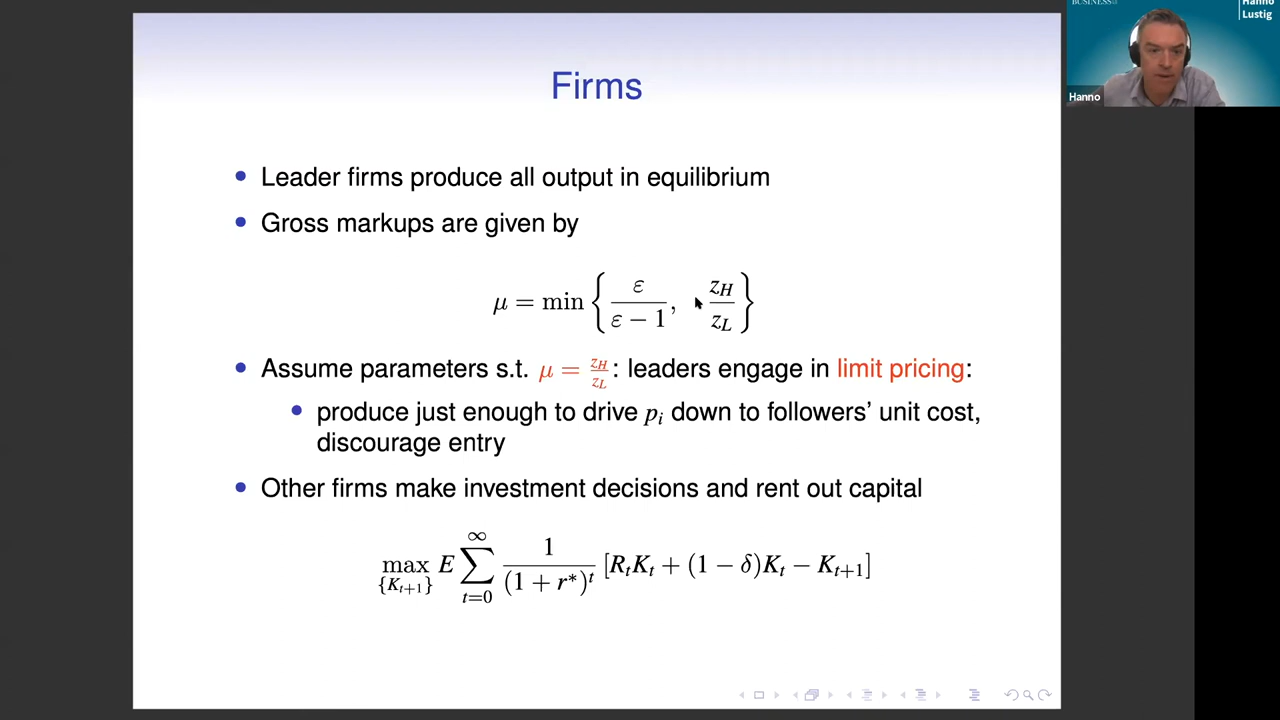 BUSINESS
Hanno
Lustig
Hanno
Firms
• Leader firms produce all output in equilibrium
• Gross markups are given by
μ = min { ε / (ε − 1), z_H / z_L }
• Assume parameters s.t. μ = z_H / z_L : leaders engage in limit pricing:
• produce just enough to drive p_i down to followers' unit cost,
discourage entry
• Other firms make investment decisions and rent out capital
max_{K_{t+1}} E ∑_{t=0}^{∞} 1 / (1 + r*)^t [R_t K_t + (1 − δ)K_t − K_{t+1}]